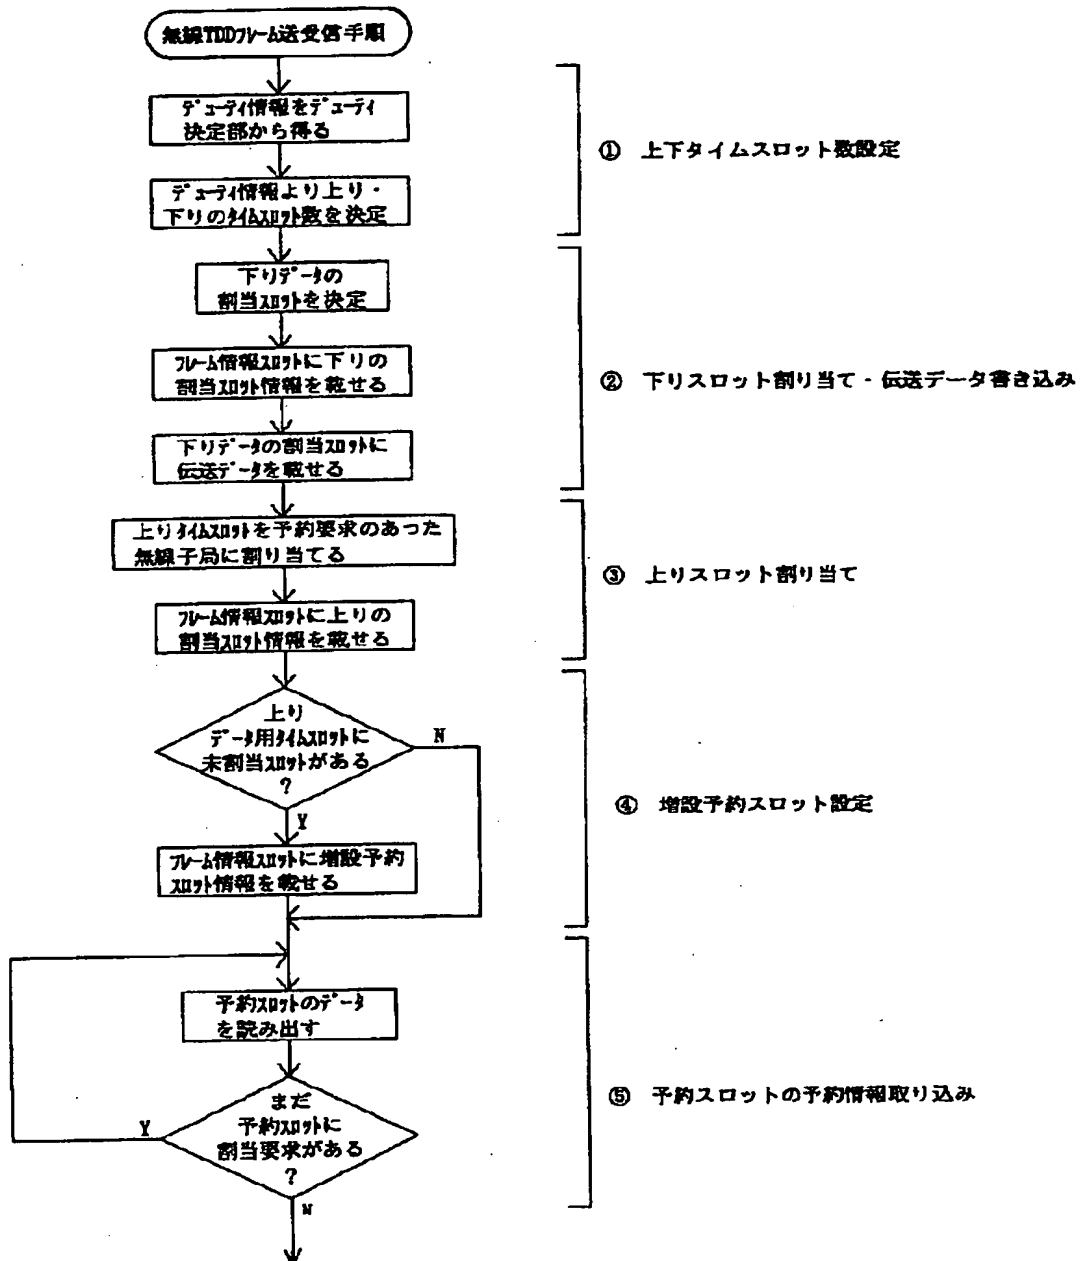 無線TDDフレーム送受信手順
デューティ情報をデューティ
決定部から得る
① 上下タイムスロット数設定
デューティ情報より上り・
下りのタイムスロット数を決定
下りデータの
割当スロットを決定
フレーム情報スロットに下りの
割当スロット情報を載せる
② 下りスロット割り当て・伝送データ書き込み
下りデータの割当スロットに
伝送データを載せる
上りタイムスロットを予約要求のあった
無線子局に割り当てる
③ 上りスロット割り当て
フレーム情報スロットに上りの
割当スロット情報を載せる
上り
データ用タイムスロットに
未割当スロットがある
?
N
Y
④ 増設予約スロット設定
フレーム情報スロットに増設予約
スロット情報を載せる
予約スロットのデータ
を読み出す
⑤ 予約スロットの予約情報取り込み
まだ
予約スロットに
割当要求がある
?
Y
N